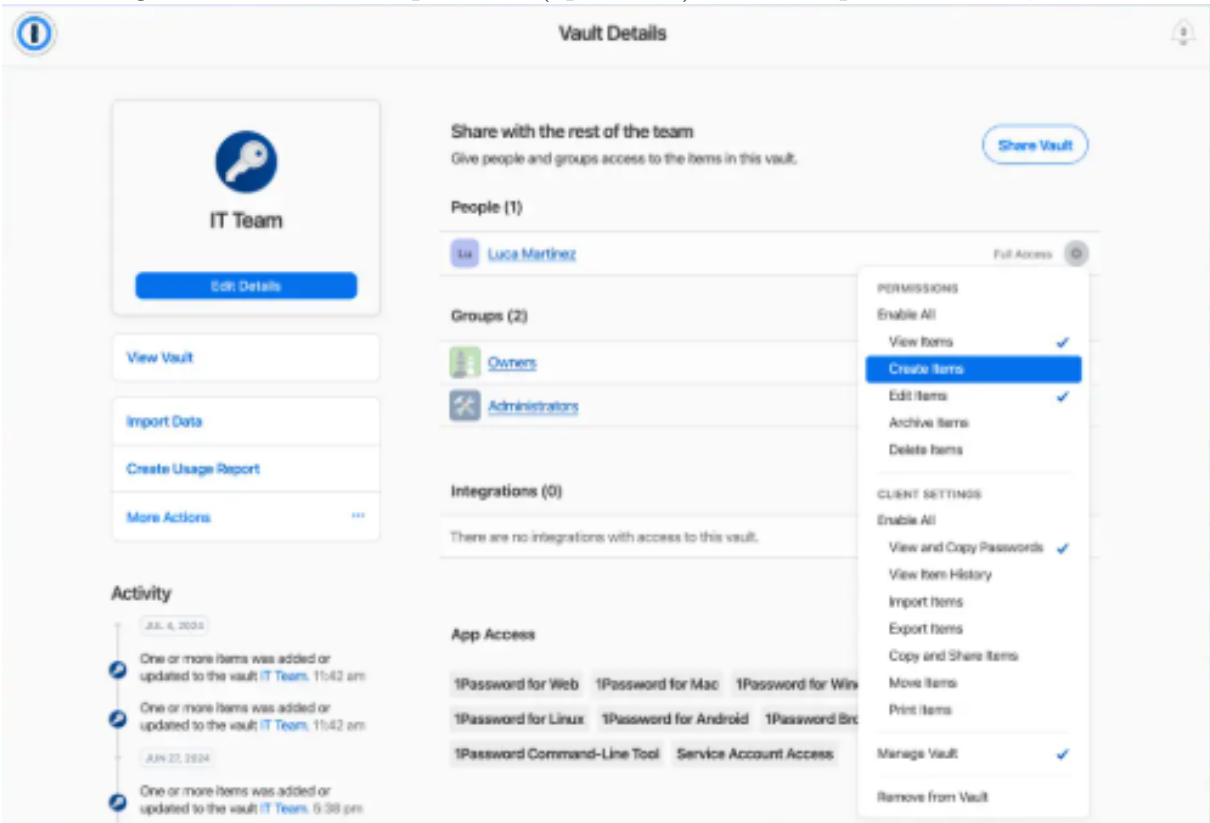 Vault Details
IT Team
Edit Details
View Vault
Import Data
Create Usage Report
More Actions ...
Activity
JUL 4, 2024
One or more items was added or
updated to the vault IT Team. 11:42 am
One or more items was added or
updated to the vault IT Team. 11:42 am
JUN 27, 2024
One or more items was added or
updated to the vault IT Team. 5:38 pm
Share with the rest of the team
Give people and groups access to the items in this vault.
Share Vault
People (1)
Lu Luca Martinez Full Access
Groups (2)
Owners
Administrators
Integrations (0)
There are no integrations with access to this vault.
App Access
1Password for Web 1Password for Mac 1Password for Win
1Password for Linux 1Password for Android 1Password Bro
1Password Command-Line Tool Service Account Access
PERMISSIONS
Enable All
View Items
Create Items
Edit Items
Archive Items
Delete Items
CLIENT SETTINGS
Enable All
View and Copy Passwords
View Item History
Import Items
Export Items
Copy and Share Items
Move Items
Print Items
Manage Vault
Remove from Vault